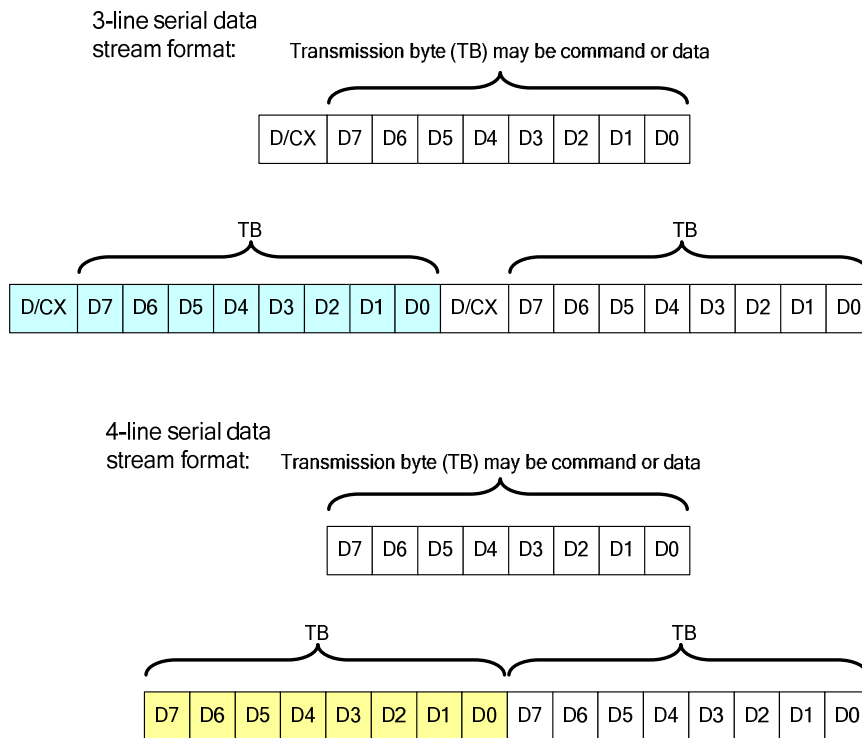 3-line serial data
stream format:
Transmission byte (TB) may be command or data
D/CX D7 D6 D5 D4 D3 D2 D1 D0
TB TB
D/CX D7 D6 D5 D4 D3 D2 D1 D0 D/CX D7 D6 D5 D4 D3 D2 D1 D0
4-line serial data
stream format:
Transmission byte (TB) may be command or data
D7 D6 D5 D4 D3 D2 D1 D0
TB TB
D7 D6 D5 D4 D3 D2 D1 D0 D7 D6 D5 D4 D3 D2 D1 D0